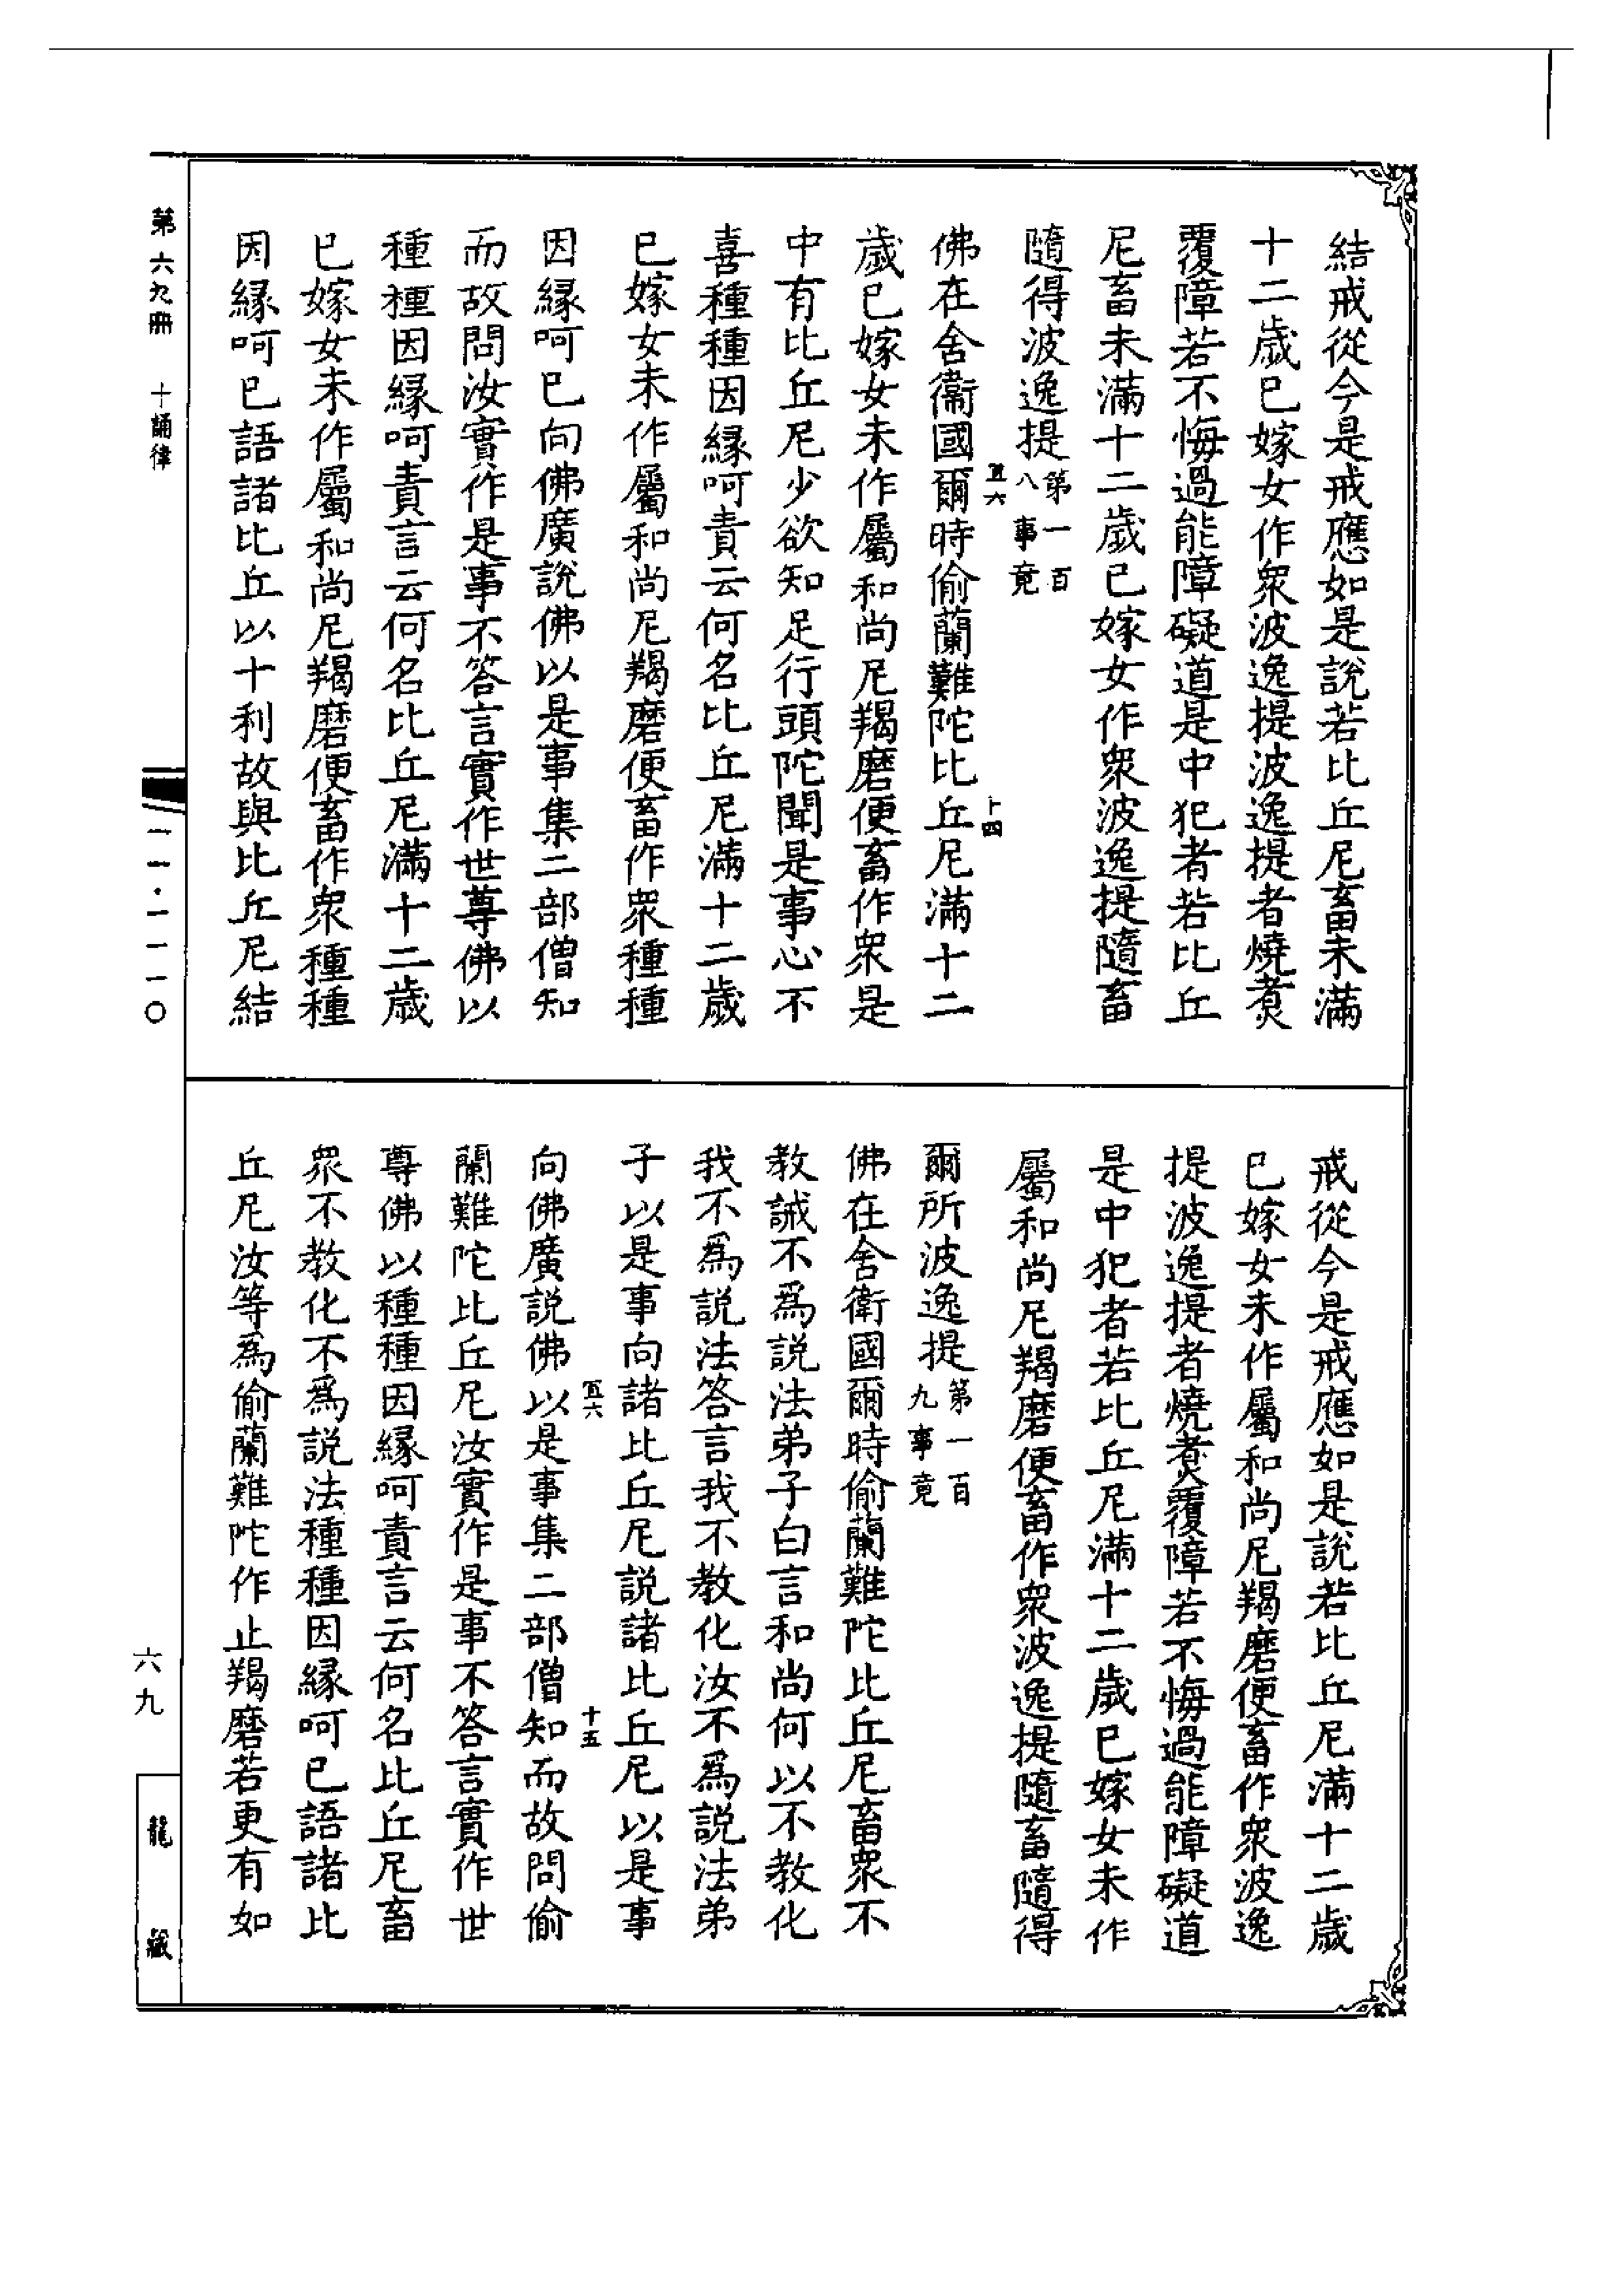 結戒從今是戒應如是說若比丘尼畜未滿
十二歲已嫁女作衆波逸提波逸提者燒煑
覆障若不悔過能障礙道是中犯者若比丘
尼畜未滿十二歲已嫁女作衆波逸提隨畜
隨得波逸提第一百八事竟
佛在舍衞國爾時偷蘭難陀比丘尼滿十二
歲已嫁女未作屬和尚尼羯磨便畜作衆是
中有比丘尼少欲知足行頭陀聞是事心不
喜種種因緣呵責云何名比丘尼滿十二歲
已嫁女未作屬和尚尼羯磨便畜作衆種種
因緣呵已向佛廣說佛以是事集二部僧知
而故問汝實作是事不答言實作世尊佛以
種種因緣呵責言云何名比丘尼滿十二歲
已嫁女未作屬和尚尼羯磨便畜作衆種種
因緣呵已語諸比丘以十利故與比丘尼結
戒從今是戒應如是說若比丘尼滿十二歲
已嫁女未作屬和尚尼羯磨便畜作衆波逸
提波逸提者燒煑覆障若不悔過能障礙道
是中犯者若比丘尼滿十二歲已嫁女未作
屬和尚尼羯磨便畜作衆波逸提隨畜隨得
爾所波逸提第一百九事竟
佛在舍衛國爾時偷蘭難陀比丘尼畜衆不
教誡不爲說法弟子白言和尚何以不教化
我不爲說法答言我不教化汝不爲說法弟
子以是事向諸比丘尼說諸比丘尼以是事
向佛廣說佛以是事集二部僧知而故問偷
蘭難陀比丘尼汝實作是事不答言實作世
尊佛以種種因緣呵責言云何名比丘尼畜
衆不教化不爲說法種種因緣呵已語諸比
丘尼汝等爲偷蘭難陀作止羯磨若更有如
十四
十五
第六九冊 十誦律
一一·一一一〇
六九
龍藏